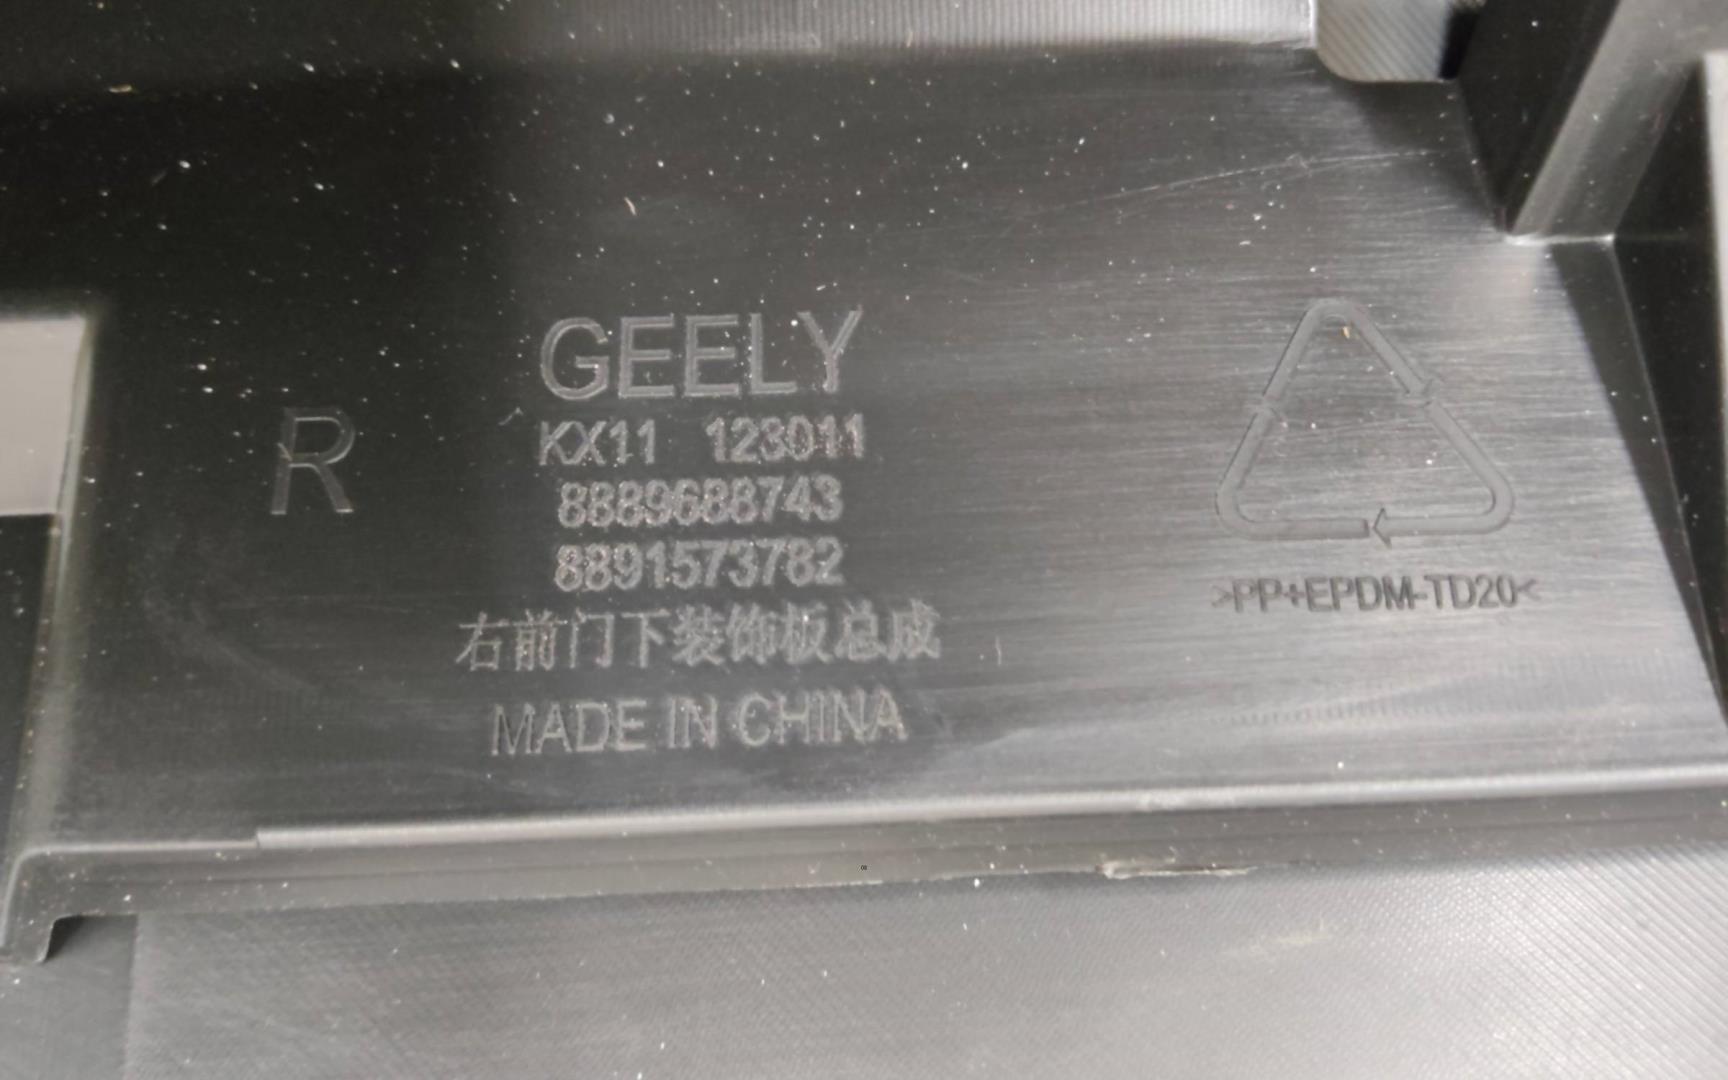 GEELY
R
KX11 123011
8889688743
8891573782
右前门下装饰板总成
MADE IN CHINA
>PP+EPDM-TD20<